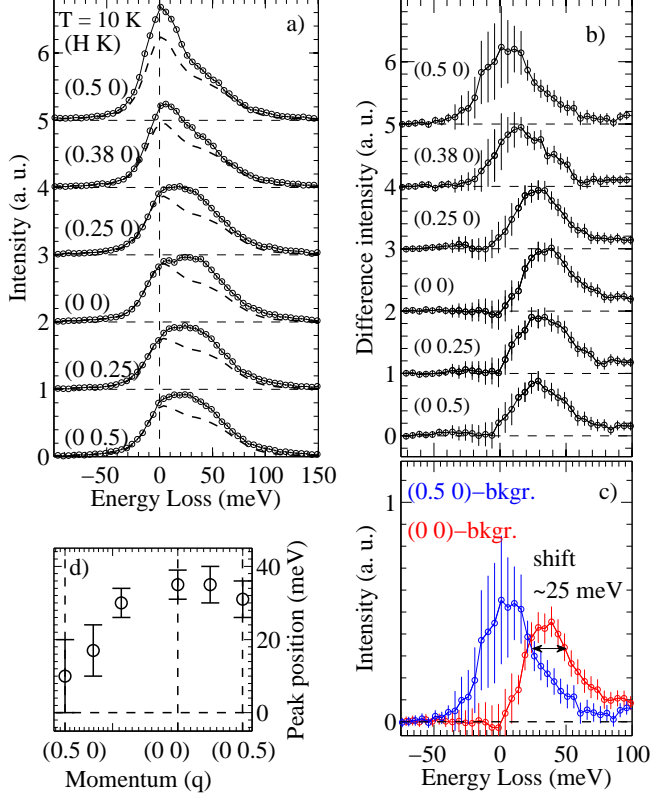 T = 10 K
(H K)
a)
(0.5 0)
(0.38 0)
(0.25 0)
(0 0)
(0 0.25)
(0 0.5)
6
5
4
3
2
1
0
Intensity (a. u.)
−50
0
50
100
150
Energy Loss (meV)
b)
(0.5 0)
(0.38 0)
(0.25 0)
(0 0)
(0 0.25)
(0 0.5)
6
5
4
3
2
1
0
Difference intensity (a. u.)
(0.5 0)−bkgr.
c)
(0 0)−bkgr.
shift
~25 meV
1
0
Intensity (a. u.)
−50
0
50
100
Energy Loss (meV)
d)
40
20
0
Peak position (meV)
(0.5 0)
(0 0)
(0 0.5)
Momentum (q)